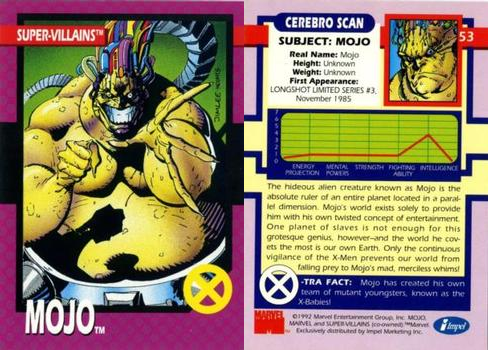 SUPER-VILLAINS™
JIM LEE
MOJO™
CEREBRO SCAN
53
SUBJECT: MOJO
Real Name: Mojo
Height: Unknown
Weight: Unknown
First Appearance:
LONGSHOT LIMITED SERIES #3,
November 1985
7
6
5
4
3
2
1
0
ENERGY PROJECTION
MENTAL POWERS
STRENGTH
FIGHTING ABILITY
INTELLIGENCE
The hideous alien creature known as Mojo is the
absolute ruler of an entire planet located in a paral-
lel dimension. Mojo's world exists solely to provide
him with his own twisted concept of entertainment.
One planet of slaves is not enough for this
grotesque genius, however–and the world he cov-
ets the most is our own Earth. Only the continuous
vigilance of the X-Men prevents our world from
falling prey to Mojo's mad, merciless whims!
X-TRA FACT: Mojo has created his own
team of mutant youngsters, known as the
X-Babies!
MARVEL
©1992 Marvel Entertainment Group, Inc. MOJO,
MARVEL, and SUPER-VILLAINS (co-owned) ™Marvel.
Exclusively distributed by Impel Marketing Inc.
impel